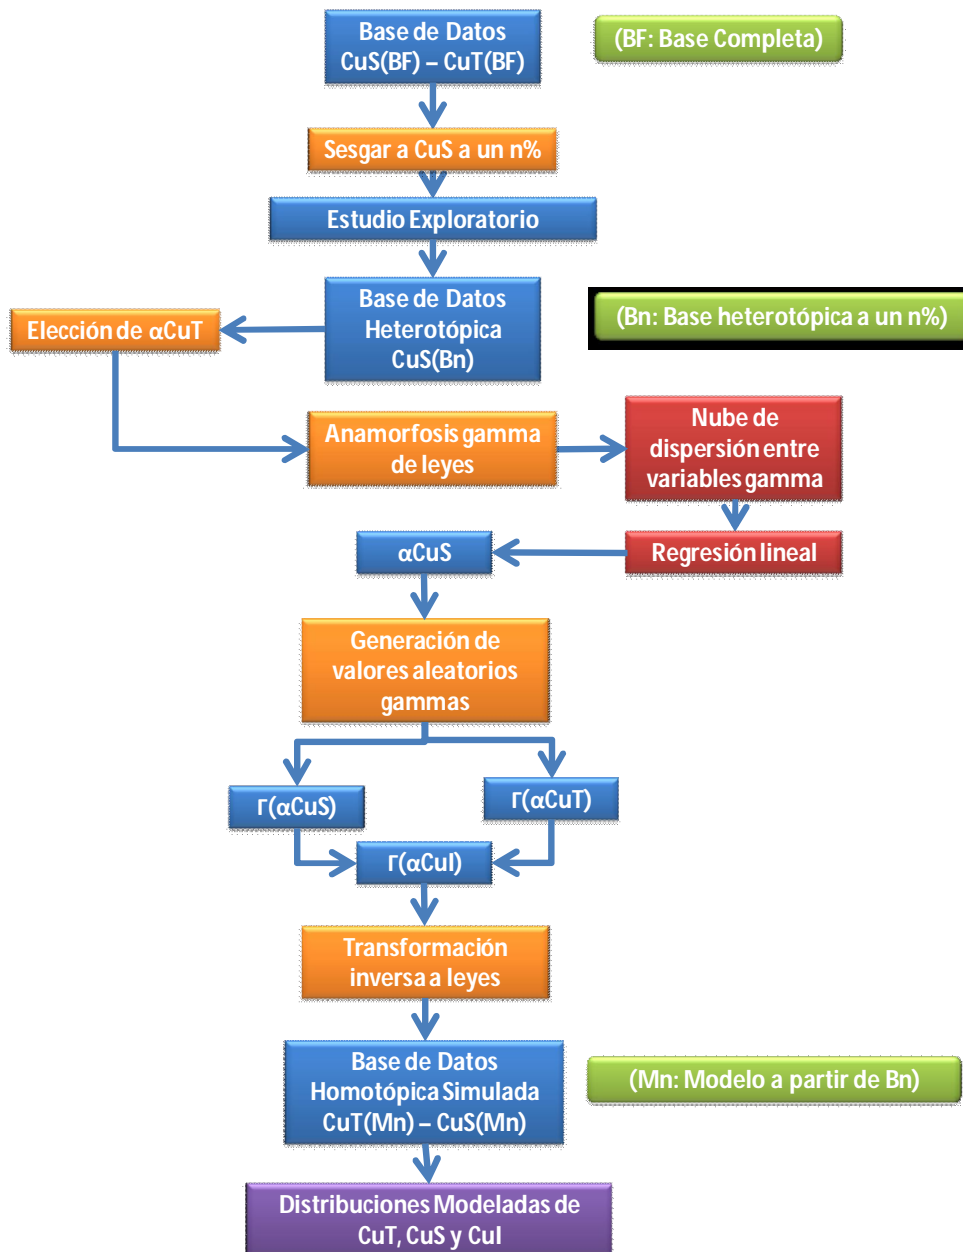 Base de Datos
CuS(BF) – CuT(BF)
(BF: Base Completa)
Sesgar a CuS a un n%
Estudio Exploratorio
Base de Datos
Heterotópica
CuS(Bn)
(Bn: Base heterotópica a un n%)
Elección de αCuT
Anamorfosis gamma
de leyes
Nube de
dispersión entre
variables gamma
αCuS
Regresión lineal
Generación de
valores aleatorios
gammas
Γ(αCuS)
Γ(αCuT)
Γ(αCuI)
Transformación
inversa a leyes
Base de Datos
Homotópica Simulada
CuT(Mn) – CuS(Mn)
(Mn: Modelo a partir de Bn)
Distribuciones Modeladas de
CuT, CuS y CuI